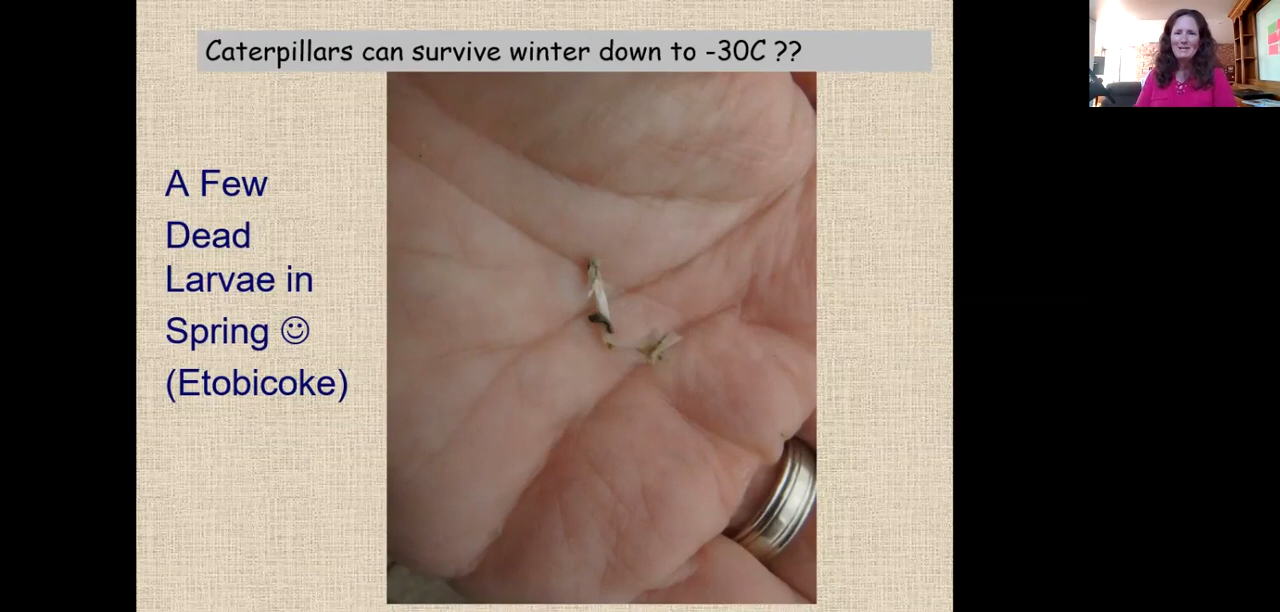 Caterpillars can survive winter down to -30C ??
A Few
Dead
Larvae in
Spring ☺
(Etobicoke)